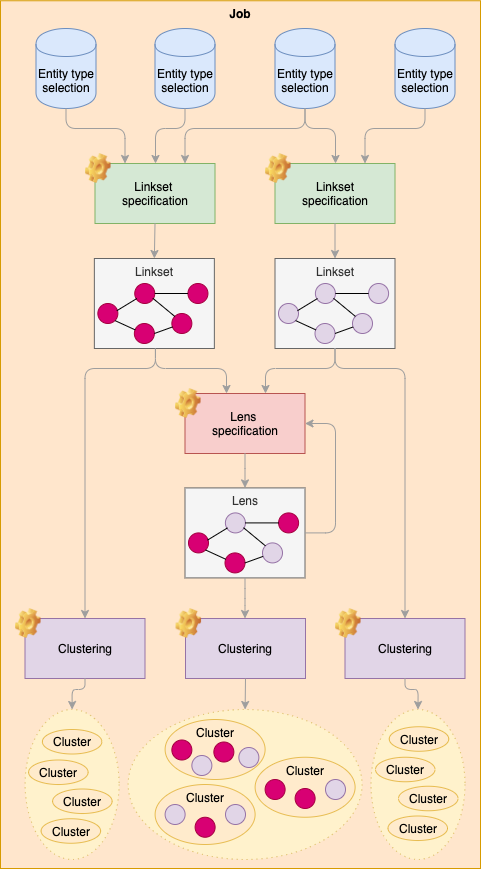 Job
Entity type
selection
Entity type
selection
Entity type
selection
Entity type
selection
Linkset
specification
Linkset
specification
Linkset
Linkset
Lens
specification
Lens
Clustering
Clustering
Clustering
Cluster
Cluster
Cluster
Cluster
Cluster
Cluster
Cluster
Cluster
Cluster
Cluster
Cluster